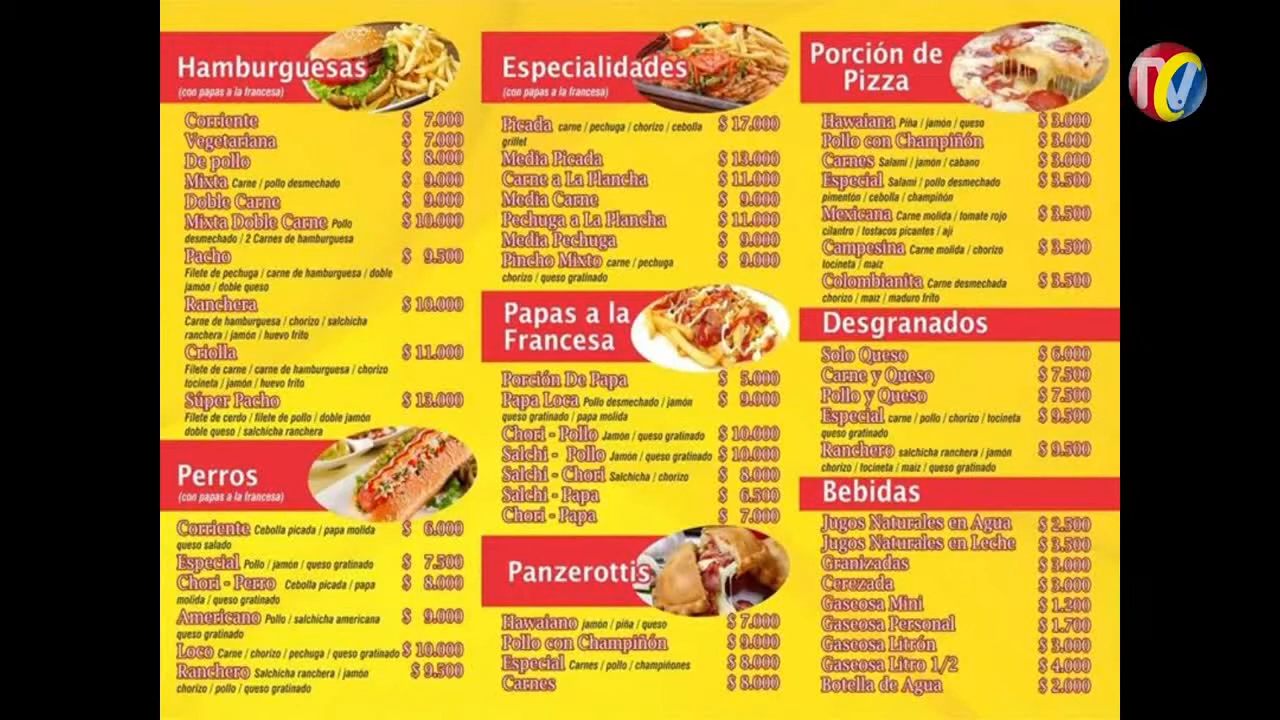 Hamburguesas
(con papas a la francesa)
Corriente $ 7.000
Vegetariana $ 7.000
De pollo $ 8.000
Mixta Carne / pollo desmechado $ 9.000
Doble Carne $ 9.000
Mixta Doble Carne Pollo $ 10.000
desmechado / 2 Carnes de hamburguesa
Pacho $ 9.500
Filete de pechuga / carne de hamburguesa / doble
jamón / doble queso
Ranchera $ 10.000
Carne de hamburguesa / chorizo / salchicha
ranchera / jamón / huevo frito
Criolla $ 11.000
Filete de carne / carne de hamburguesa / chorizo
tocineta / jamón / huevo frito
Súper Pacho $ 13.000
Filete de cerdo / filete de pollo / doble jamón
doble queso / salchicha ranchera
Perros
(con papas a la francesa)
Corriente Cebolla picada / papa molida $ 6.000
queso salado
Especial Pollo / jamón / queso gratinado $ 7.500
Chori - Perro Cebolla picada / papa $ 8.000
molida / queso gratinado
Americano Pollo / salchicha americana $ 9.000
queso gratinado
Loco Carne / chorizo / pechuga / queso gratinado $ 10.000
Ranchero Salchicha ranchera / jamón $ 9.500
chorizo / pollo / queso gratinado
Especialidades
(con papas a la francesa)
Picada carne / pechuga / chorizo / cebolla $ 17.000
grillet
Media Picada $ 13.000
Carne a La Plancha $ 11.000
Media Carne $ 9.000
Pechuga a La Plancha $ 11.000
Media Pechuga $ 9.000
Pincho Mixto carne / pechuga $ 9.000
chorizo / queso gratinado
Papas a la
Francesa
Porción De Papa $ 5.000
Papa Loca Pollo desmechado / jamón $ 9.000
queso gratinado / papa molida
Chori - Pollo Jamón / queso gratinado $ 10.000
Salchi - Pollo Jamón / queso gratinado $ 10.000
Salchi - Chori Salchicha / chorizo $ 8.000
Salchi - Papa $ 6.500
Chori - Papa $ 7.000
Panzerottis
Hawaiano jamón / piña / queso $ 7.000
Pollo con Champiñón $ 9.000
Especial Carnes / pollo / champiñones $ 8.000
Carnes $ 8.000
Porción de
Pizza
Hawaiana Piña / jamón / queso $ 3.000
Pollo con Champiñón $ 3.000
Carnes Salami / jamón / cabano $ 3.000
Especial Salami / pollo desmechado $ 3.500
pimentón / cebolla / champiñón
Mexicana Carne molida / tomate rojo $ 3.500
cilantro / tostacos picantes / aji
Campesina Carne molida / chorizo $ 3.500
tocineta / maiz
Colombianita Carne desmechada $ 3.500
chorizo / maiz / maduro frito
Desgranados
Solo Queso $ 6.000
Carne y Queso $ 7.500
Pollo y Queso $ 7.500
Especial carne / pollo / chorizo / tocineta $ 9.500
queso gratinado
Ranchero salchicha ranchera / jamón $ 9.500
chorizo / tocineta / maiz / queso gratinado
Bebidas
Jugos Naturales en Agua $ 2.500
Jugos Naturales en Leche $ 3.500
Granizadas $ 3.000
Cerezada $ 3.000
Gaseosa Mini $ 1.200
Gaseosa Personal $ 1.700
Gaseosa Litrón $ 3.000
Gaseosa Litro 1/2 $ 4.000
Botella de Agua $ 2.000
TVC